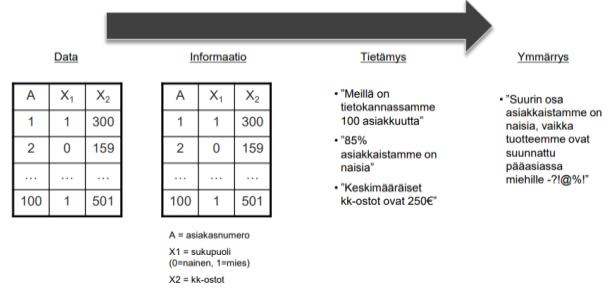 Data
Informaatio
Tietämys
Ymmärrys
A X1 X2
1 1 300
2 0 159
... ... ...
100 1 501
A X1 X2
1 1 300
2 0 159
... ... ...
100 1 501
A = asiakasnumero
X1 = sukupuoli
(0=nainen, 1=mies)
X2 = kk-ostot
• "Meillä on
tietokannassamme
100 asiakkuutta"
• "85%
asiakkaistamme on
naisia"
• "Keskimääräiset
kk-ostot ovat 250€"
• "Suurin osa
asiakkaistamme on
naisia, vaikka
tuotteemme ovat
suunnattu
pääasiassa
miehille -?!@%!"